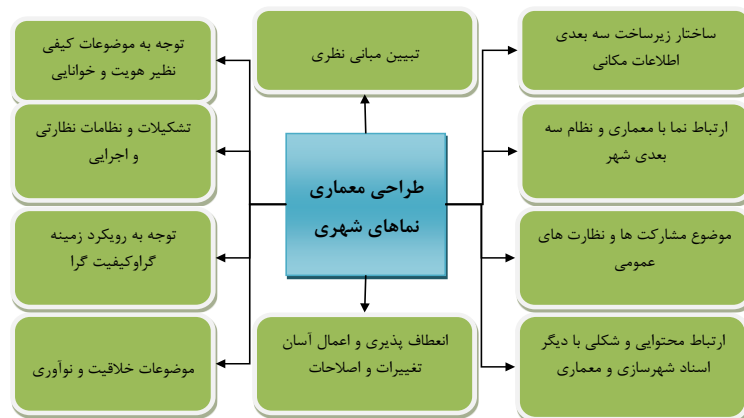 ساختار زیرساخت سه بعدی
اطلاعات مکانی
تبیین مبانی نظری
توجه به موضوعات کیفی
نظیر هویت و خوانایی
ارتباط نما با معماری و نظام سه
بعدی شهر
تشکیلات و نظامات نظارتی
و اجرایی
طراحی معماری
نماهای شهری
موضوع مشارکت ها و نظارت های
عمومی
توجه به رویکرد زمینه
گراوکیفیت گرا
ارتباط محتوایی و شکلی با دیگر
اسناد شهرسازی و معماری
انعطاف پذیری و اعمال آسان
تغییرات و اصلاحات
موضوعات خلاقیت و نوآوری